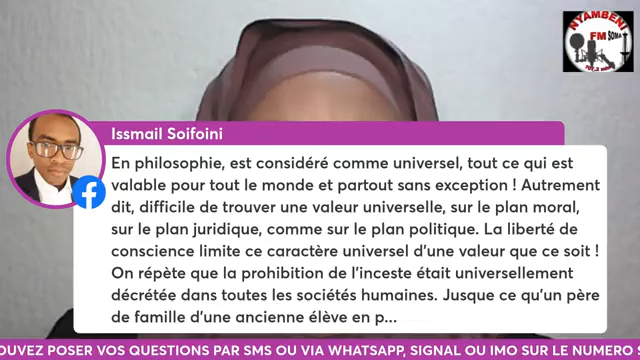 NYAMBENI
FM SOMA
Issmail Soifoini
En philosophie, est considéré comme universel, tout ce qui est
valable pour tout le monde et partout sans exception ! Autrement
dit, difficile de trouver une valeur universelle, sur le plan moral,
sur le plan juridique, comme sur le plan politique. La liberté de
conscience limite ce caractère universel d'une valeur que ce soit !
On répète que la prohibition de l'inceste était universellement
décrétée dans toutes les sociétés humaines. Jusque ce qu'un père
de famille d'une ancienne élève en p...
OUVEZ POSER VOS QUESTIONS PAR SMS OU VIA WHATSAPP, SIGNAL OU IMO SUR LE NUMERO